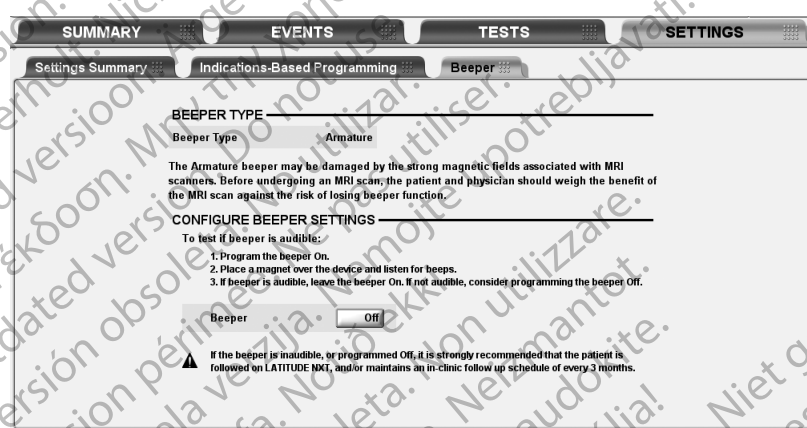 SUMMARY EVENTS TESTS SETTINGS
Settings Summary Indications-Based Programming Beeper
BEEPER TYPE
Beeper Type Armature
The Armature beeper may be damaged by the strong magnetic fields associated with MRI
scanners. Before undergoing an MRI scan, the patient and physician should weigh the benefit of
the MRI scan against the risk of losing beeper function.
CONFIGURE BEEPER SETTINGS
To test if beeper is audible:
1. Program the beeper On.
2. Place a magnet over the device and listen for beeps.
3. If beeper is audible, leave the beeper On. If not audible, consider programming the beeper Off.
Beeper Off
If the beeper is inaudible, or programmed Off, it is strongly recommended that the patient is
followed on LATITUDE NXT, and/or maintains an in-clinic follow up schedule of every 3 months.